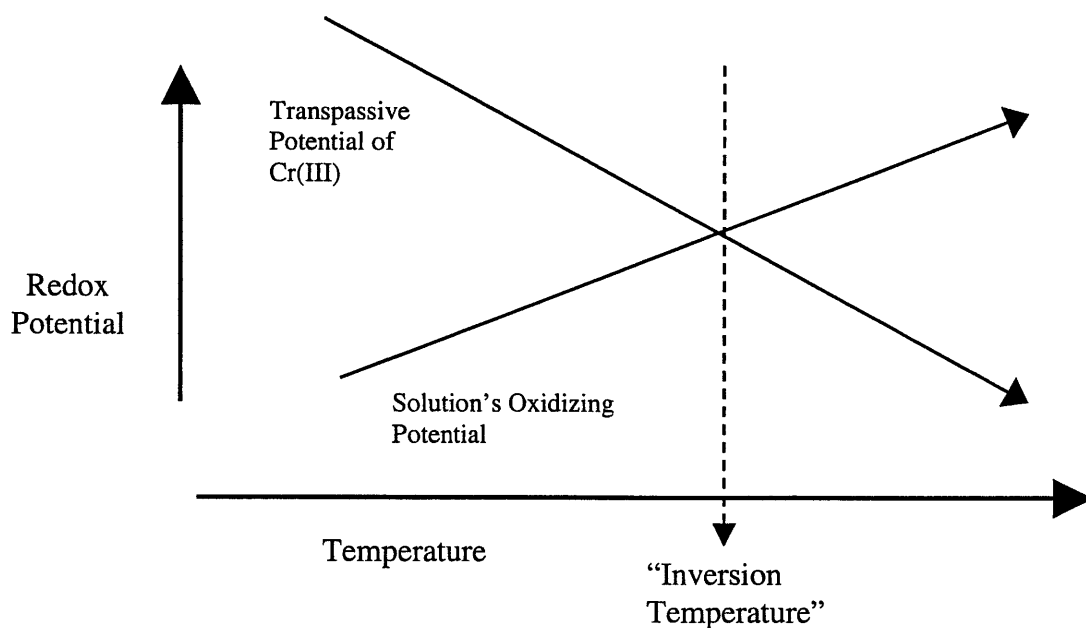 Transpassive
Potential of
Cr(III)
Redox
Potential
Solution’s Oxidizing
Potential
Temperature
“Inversion
Temperature”